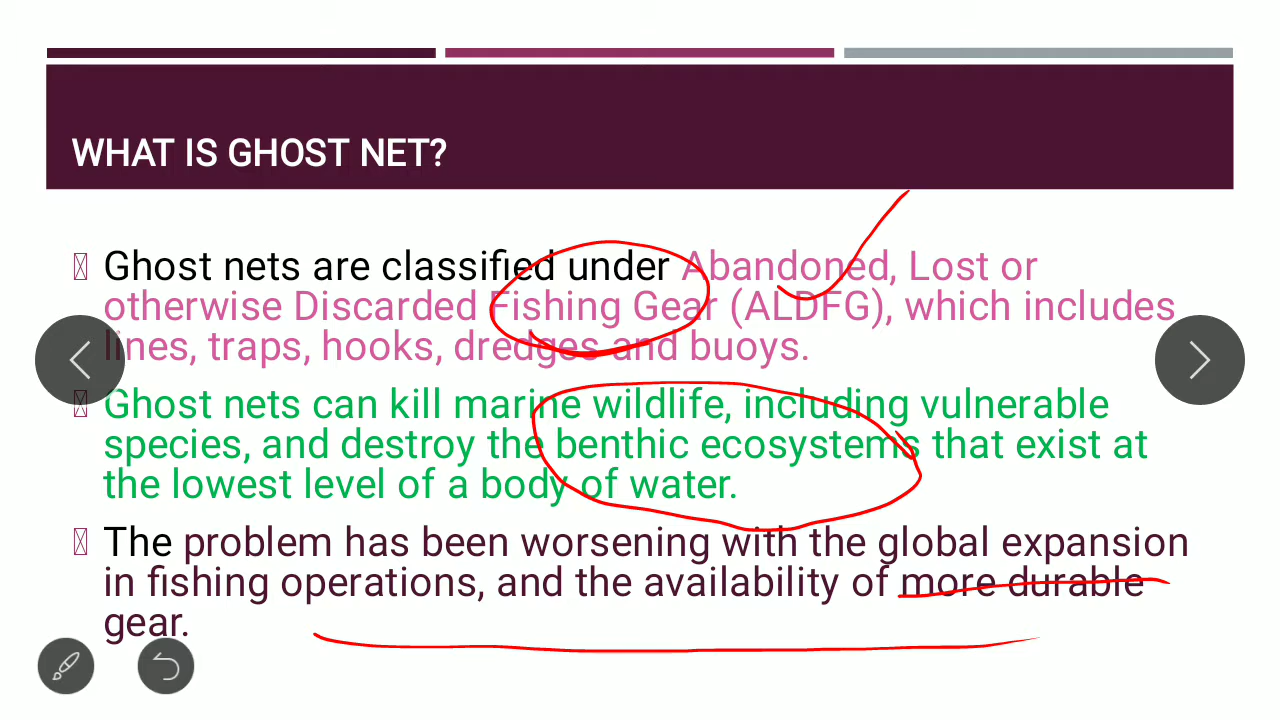 WHAT IS GHOST NET?
Ghost nets are classified under Abandoned, Lost or
otherwise Discarded Fishing Gear (ALDFG), which includes
lines, traps, hooks, dredges and buoys.
Ghost nets can kill marine wildlife, including vulnerable
species, and destroy the benthic ecosystems that exist at
the lowest level of a body of water.
The problem has been worsening with the global expansion
in fishing operations, and the availability of more durable
gear.